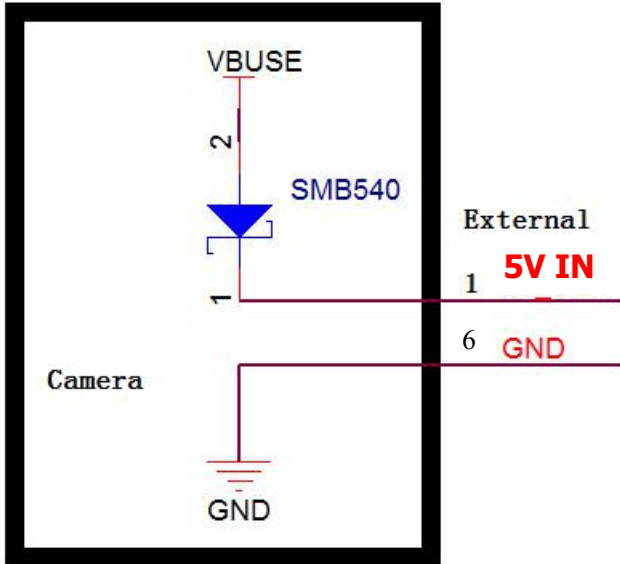 VBUSE
2
SMB540
External
5V IN
1
1
6
GND
Camera
GND